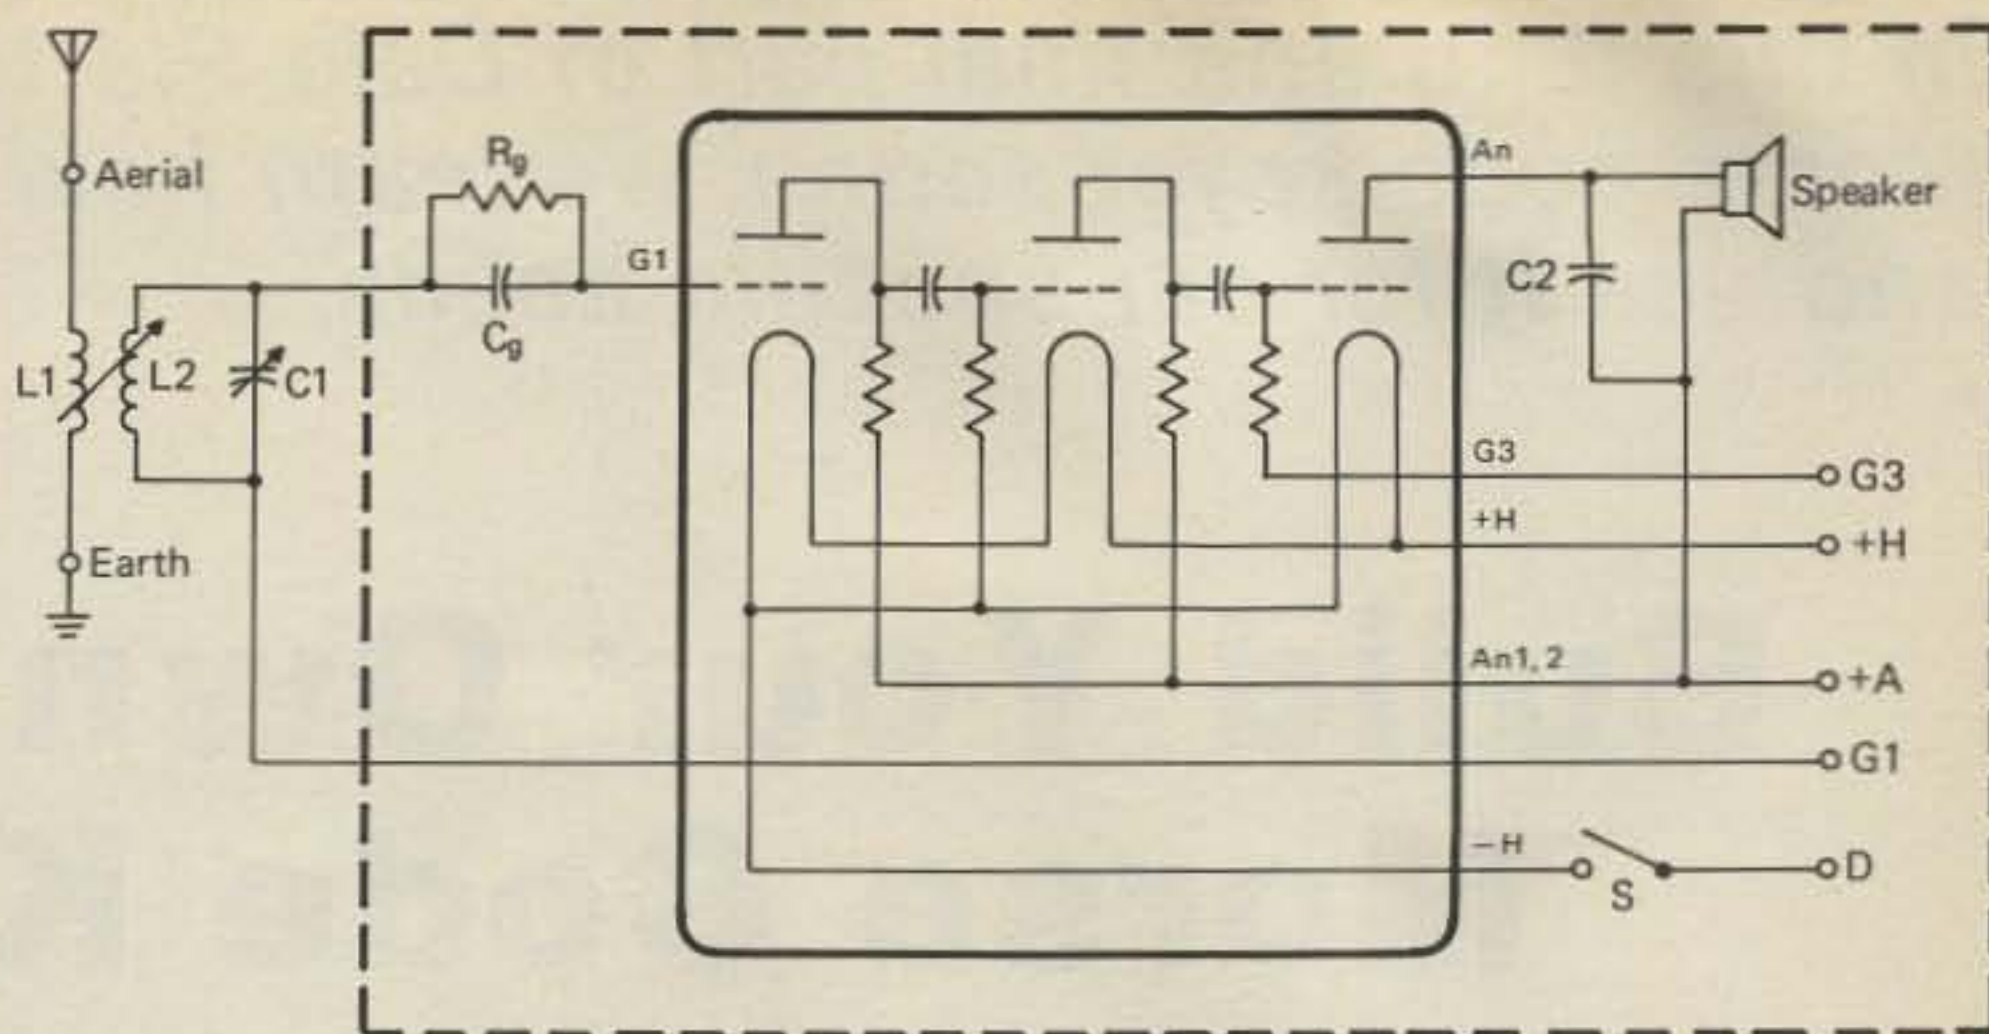 Aerial
Rg
Cg
G1
L1
L2
C1
Earth
An
Speaker
C2
G3
G3
+H
+H
An1, 2
+A
G1
−H
S
D